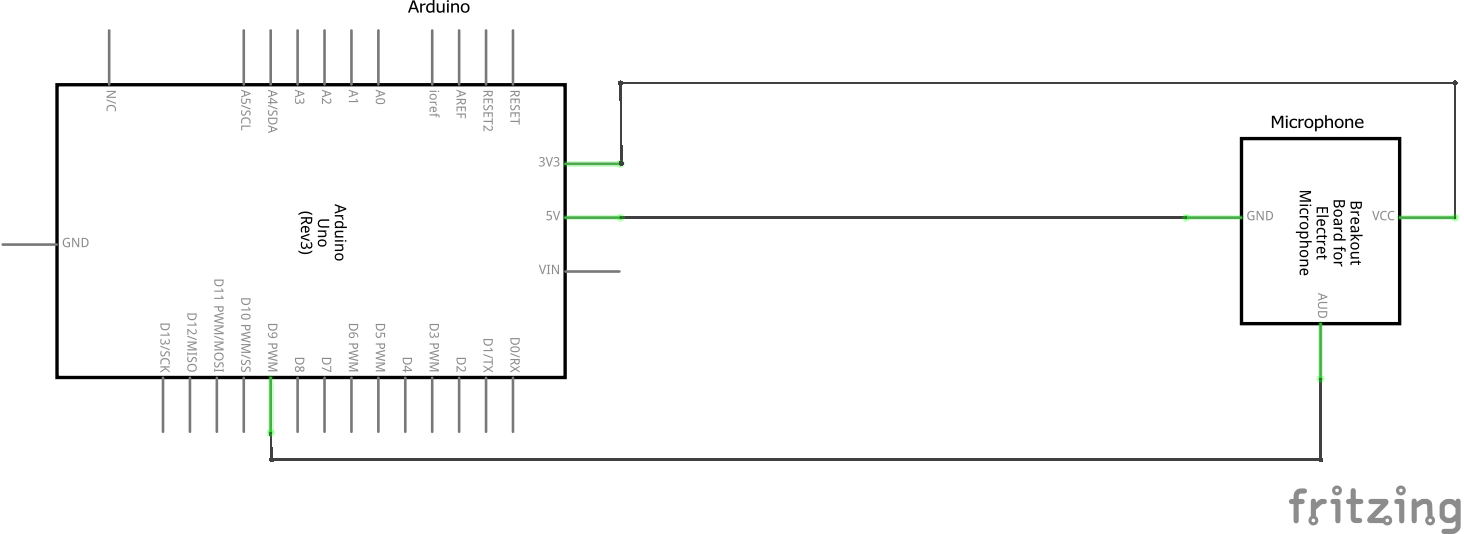 Arduino
N/C
A5/SCL
A4/SDA
A3
A2
A1
A0
ioref
AREF
RESET2
RESET
3V3
5V
VIN
GND
Arduino
Uno
(Rev3)
D13/SCK
D12/MISO
D11 PWM/MOSI
D10 PWM/SS
D9 PWM
D8
D7
D6 PWM
D5 PWM
D4
D3 PWM
D2
D1/TX
D0/RX
Microphone
GND
VCC
AUD
Breakout
Board for
Electret
Microphone
fritzing